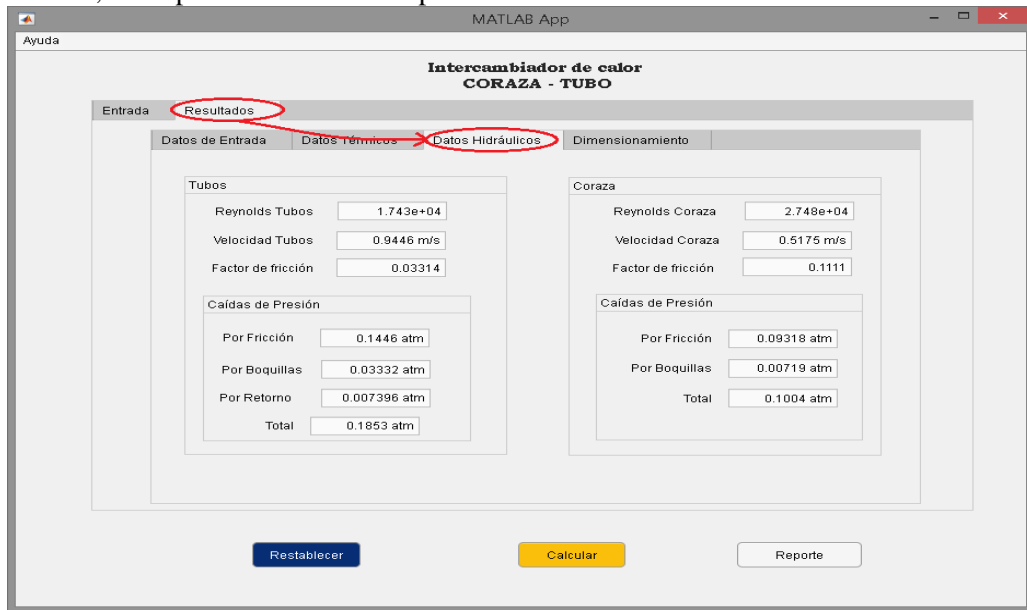 MATLAB App
Ayuda
Intercambiador de calor
CORAZA - TUBO
Entrada Resultados
Datos de Entrada Datos Térmicos Datos Hidráulicos Dimensionamiento
Tubos
Reynolds Tubos 1.743e+04
Velocidad Tubos 0.9446 m/s
Factor de fricción 0.03314
Caídas de Presión
Por Fricción 0.1446 atm
Por Boquillas 0.03332 atm
Por Retorno 0.007396 atm
Total 0.1853 atm
Coraza
Reynolds Coraza 2.748e+04
Velocidad Coraza 0.5175 m/s
Factor de fricción 0.1111
Caídas de Presión
Por Fricción 0.09318 atm
Por Boquillas 0.00719 atm
Total 0.1004 atm
Restablecer Calcular Reporte